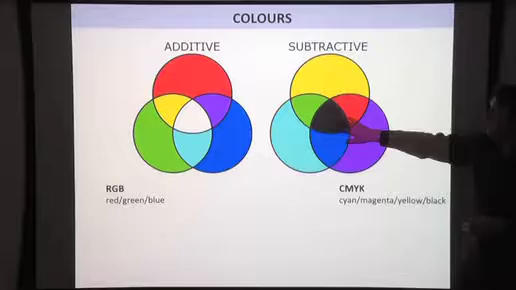 COLOURS
ADDITIVE
SUBTRACTIVE
RGB
red/green/blue
CMYK
cyan/magenta/yellow/black